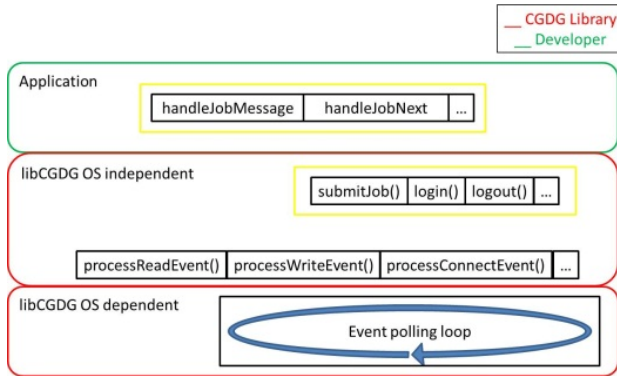 __ CGDG Library
__ Developer
Application
handleJobMessage handleJobNext ...
libCGDG OS independent
submitJob() login() logout() ...
processReadEvent() processWriteEvent() processConnectEvent() ...
libCGDG OS dependent
Event polling loop